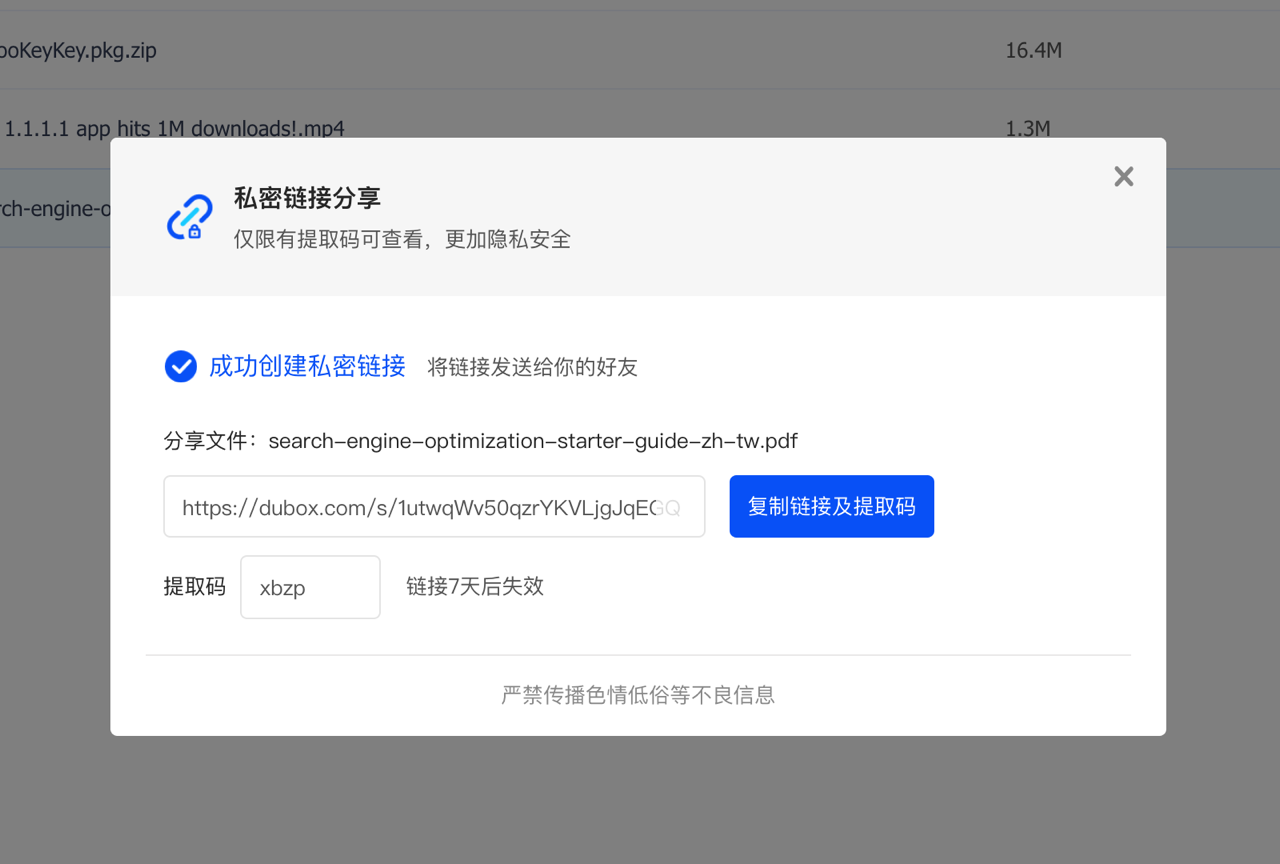 ooKeyKey.pkg.zip 16.4M
1.1.1.1 app hits 1M downloads!.mp4 1.3M
rch-engine-o
私密链接分享
仅限有提取码可查看，更加隐私安全
成功创建私密链接 将链接发送给你的好友
分享文件：search-engine-optimization-starter-guide-zh-tw.pdf
https://dubox.com/s/1utwqWv50qzrYKVLjgJqEGGQ 复制链接及提取码
提取码 xbzp 链接7天后失效
严禁传播色情低俗等不良信息